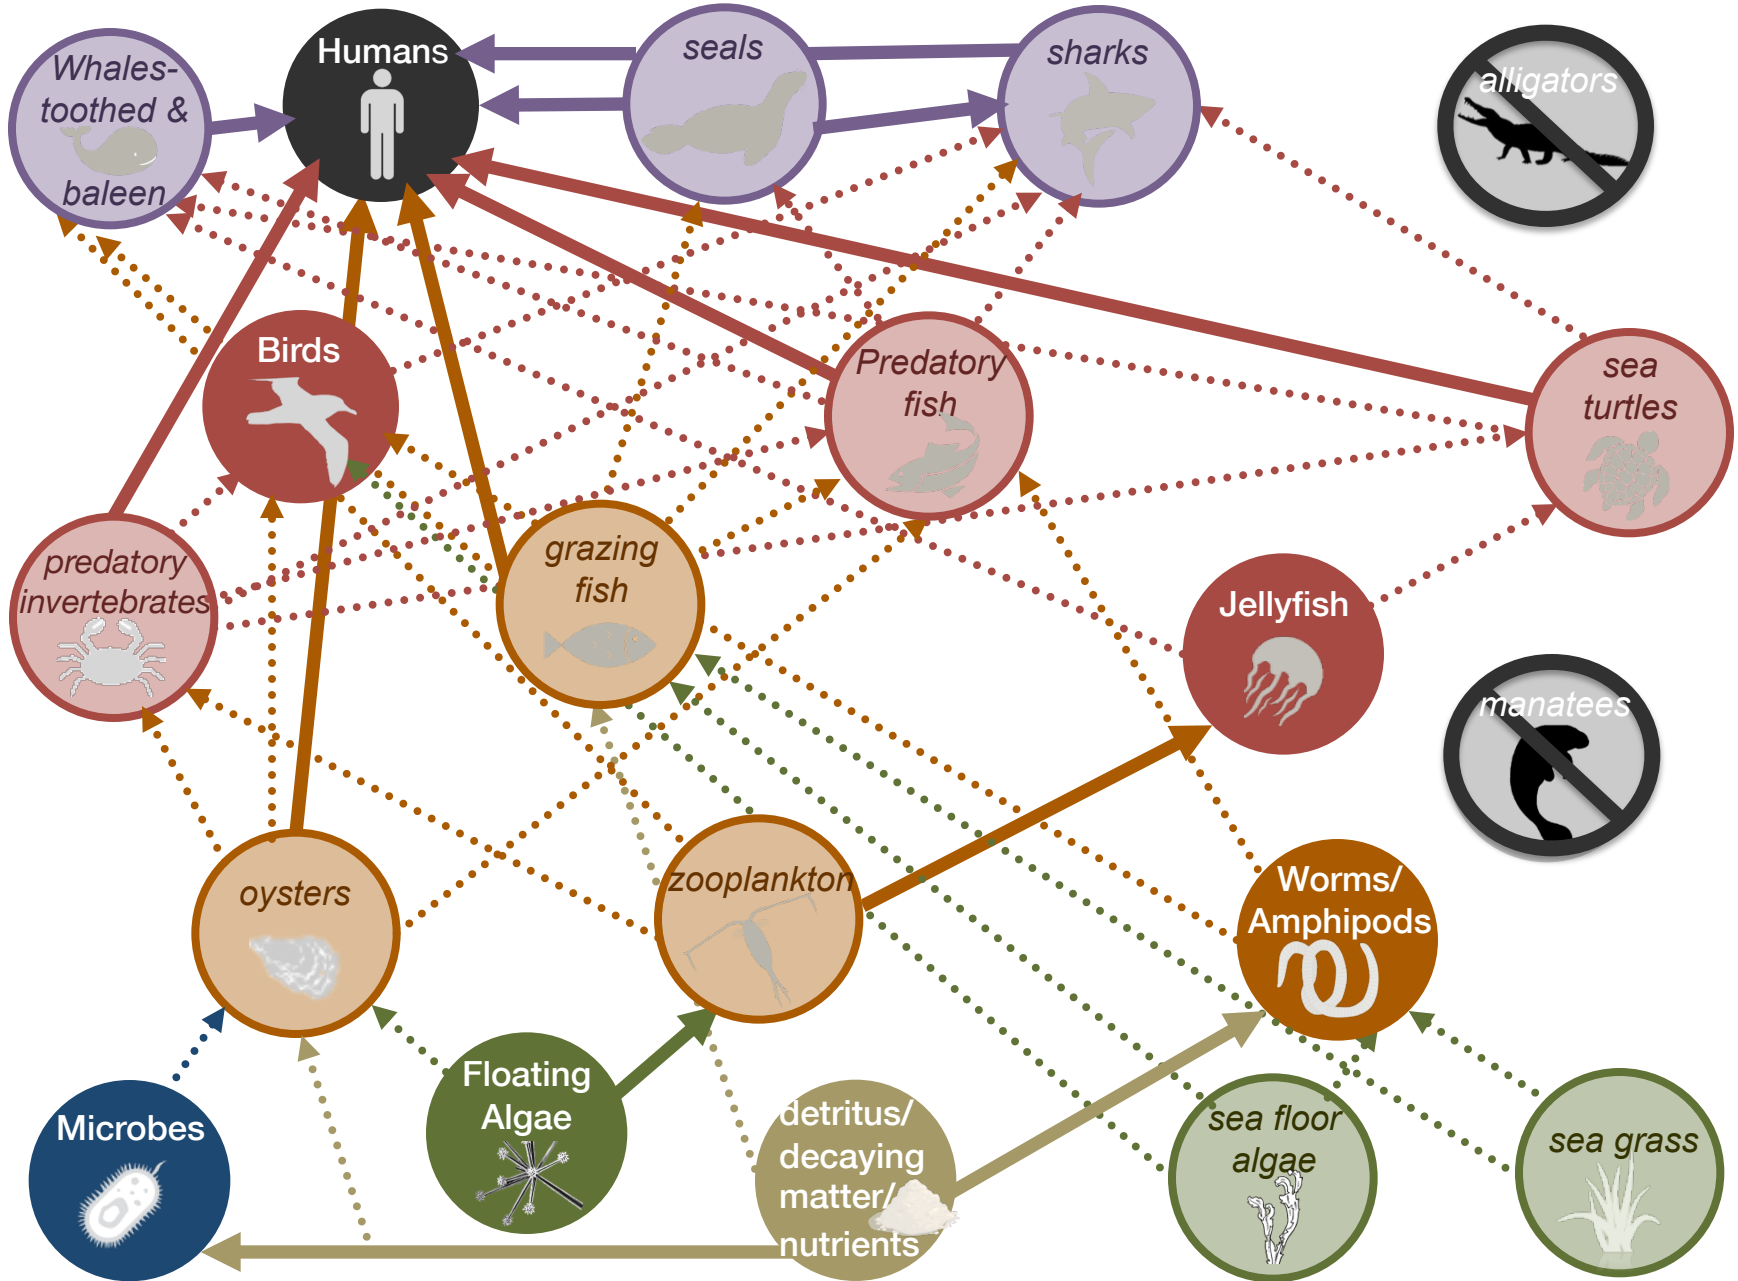 Whales-
toothed &
baleen
Humans
seals
sharks
alligators
Birds
Predatory
fish
sea
turtles
predatory
invertebrates
grazing
fish
Jellyfish
manatees
oysters
zooplankton
Worms/
Amphipods
Microbes
Floating
Algae
detritus/
decaying
matter/
nutrients
sea floor
algae
sea grass